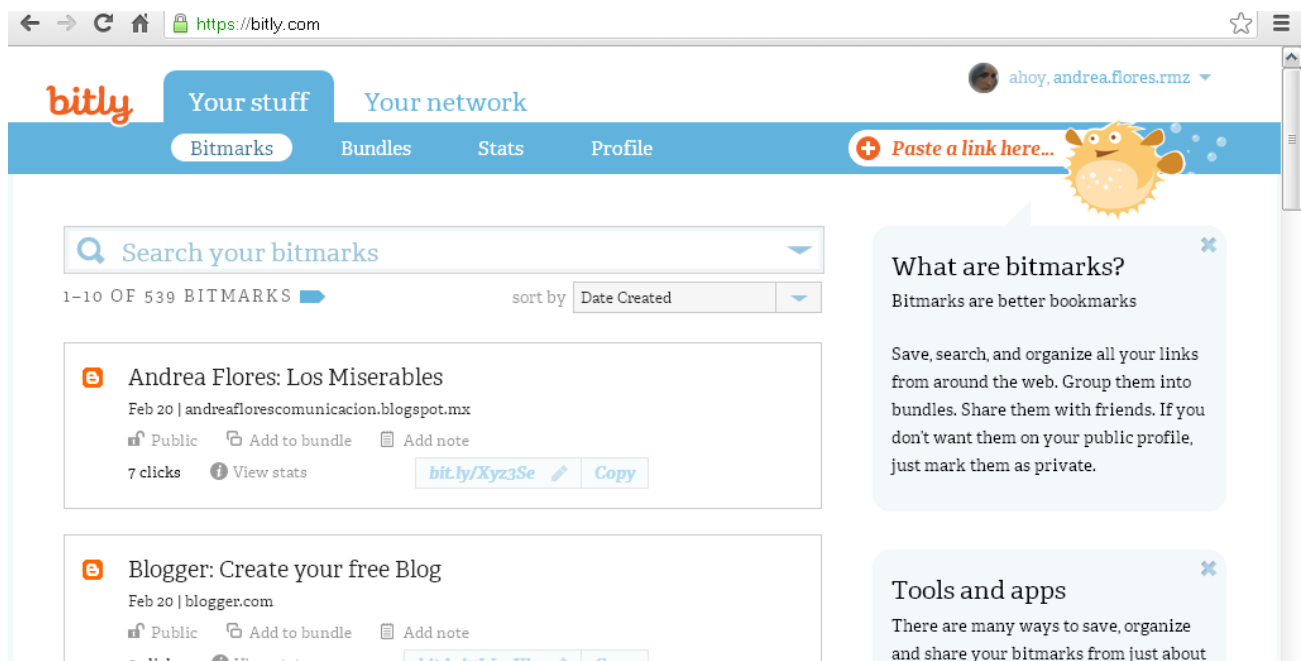 https://bitly.com
bitly
Your stuff
Your network
ahoy, andrea.flores.rmz
Bitmarks
Bundles
Stats
Profile
Paste a link here...
Search your bitmarks
1–10 OF 539 BITMARKS
sort by Date Created
Andrea Flores: Los Miserables
Feb 20 | andreaflorescomunicacion.blogspot.mx
Public Add to bundle Add note
7 clicks View stats bit.ly/Xyz3Se Copy
Blogger: Create your free Blog
Feb 20 | blogger.com
Public Add to bundle Add note
What are bitmarks?
Bitmarks are better bookmarks
Save, search, and organize all your links
from around the web. Group them into
bundles. Share them with friends. If you
don't want them on your public profile,
just mark them as private.
Tools and apps
There are many ways to save, organize
and share your bitmarks from just about